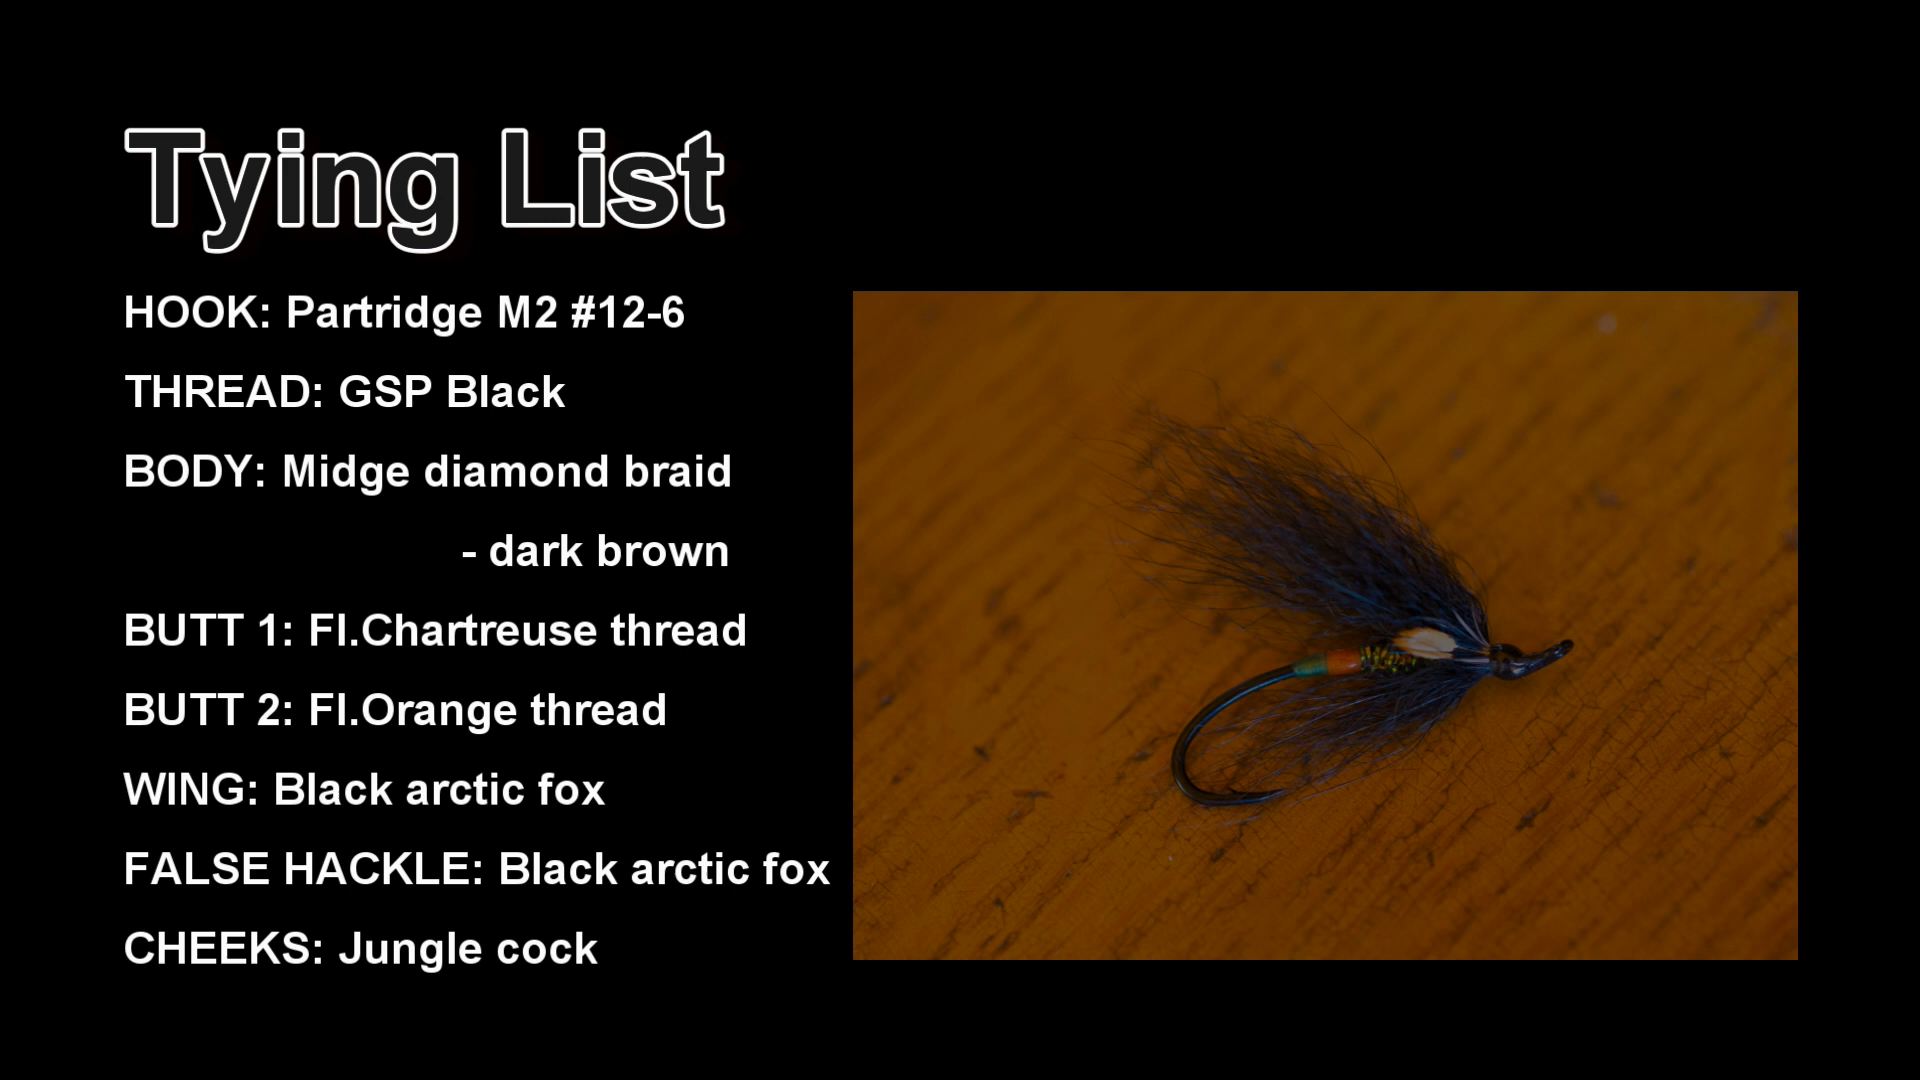 Tying List
HOOK: Partridge M2 #12-6
THREAD: GSP Black
BODY: Midge diamond braid
- dark brown
BUTT 1: Fl.Chartreuse thread
BUTT 2: Fl.Orange thread
WING: Black arctic fox
FALSE HACKLE: Black arctic fox
CHEEKS: Jungle cock